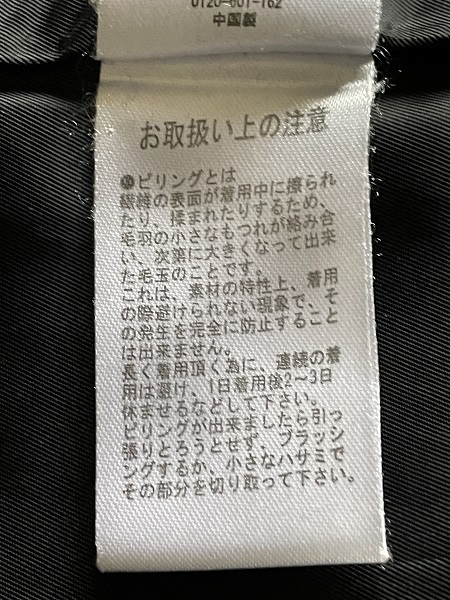 0120-601-162
中国製
お取扱い上の注意
●ピリングとは
繊維の表面が着用中に擦られ
たり、揉まれたりするため、
毛羽の小さなもつれが絡み合
い、次第に大きくなって出来
た毛玉のことです。
これは、素材の特性上、着用
の際避けられない現象で、そ
の発生を完全に防止すること
は出来ません。
長く着用頂く為に、連続の着
用は避け、1日着用後2～3日
休ませるなどして下さい。
ピリングが出来ましたら引っ
張りとろうとせず、ブラッシ
ングするか、小さなハサミで
その部分を切り取って下さい。